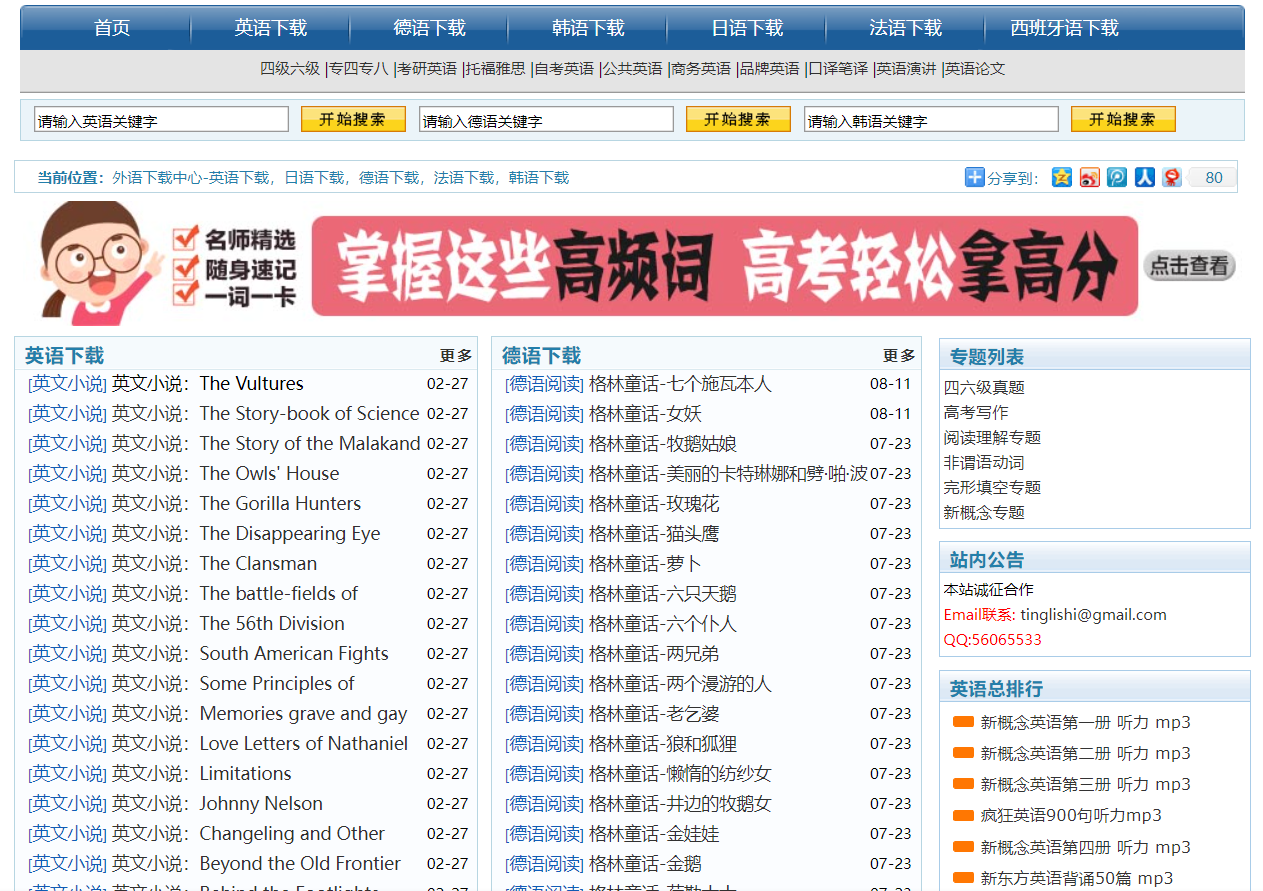 首页 英语下载 德语下载 韩语下载 日语下载 法语下载 西班牙语下载
四级六级 |专四专八 |考研英语 |托福雅思 |自考英语 |公共英语 |商务英语 |品牌英语 |口译笔译 |英语演讲 |英语论文
请输入英语关键字 开始搜索 请输入德语关键字 开始搜索 请输入韩语关键字 开始搜索
当前位置：外语下载中心-英语下载，日语下载，德语下载，法语下载，韩语下载 分享到： 80
名师精选
随身速记
一词一卡
掌握这些高频词 高考轻松拿高分
点击查看
英语下载 更多
[英文小说] 英文小说：The Vultures 02-27
[英文小说] 英文小说：The Story-book of Science 02-27
[英文小说] 英文小说：The Story of the Malakand 02-27
[英文小说] 英文小说：The Owls' House 02-27
[英文小说] 英文小说：The Gorilla Hunters 02-27
[英文小说] 英文小说：The Disappearing Eye 02-27
[英文小说] 英文小说：The Clansman 02-27
[英文小说] 英文小说：The battle-fields of 02-27
[英文小说] 英文小说：The 56th Division 02-27
[英文小说] 英文小说：South American Fights 02-27
[英文小说] 英文小说：Some Principles of 02-27
[英文小说] 英文小说：Memories grave and gay 02-27
[英文小说] 英文小说：Love Letters of Nathaniel 02-27
[英文小说] 英文小说：Limitations 02-27
[英文小说] 英文小说：Johnny Nelson 02-27
[英文小说] 英文小说：Changeling and Other 02-27
[英文小说] 英文小说：Beyond the Old Frontier 02-27
[英文小说] 英文小说：Behind the Footlights 02-27
德语下载 更多
[德语阅读] 格林童话-七个施瓦本人 08-11
[德语阅读] 格林童话-女妖 08-11
[德语阅读] 格林童话-牧鹅姑娘 07-23
[德语阅读] 格林童话-美丽的卡特琳娜和劈·啪·波 07-23
[德语阅读] 格林童话-玫瑰花 07-23
[德语阅读] 格林童话-猫头鹰 07-23
[德语阅读] 格林童话-萝卜 07-23
[德语阅读] 格林童话-六只天鹅 07-23
[德语阅读] 格林童话-六个仆人 07-23
[德语阅读] 格林童话-两兄弟 07-23
[德语阅读] 格林童话-两个漫游的人 07-23
[德语阅读] 格林童话-老乞婆 07-23
[德语阅读] 格林童话-狼和狐狸 07-23
[德语阅读] 格林童话-懒惰的纺纱女 07-23
[德语阅读] 格林童话-井边的牧鹅女 07-23
[德语阅读] 格林童话-金娃娃 07-23
[德语阅读] 格林童话-金鹅 07-23
[德语阅读] 格林童话- 07-23
专题列表
四六级真题
高考写作
阅读理解专题
非谓语动词
完形填空专题
新概念专题
站内公告
本站诚征合作
Email联系: tinglishi@gmail.com
QQ:56065533
英语总排行
新概念英语第一册 听力 mp3
新概念英语第二册 听力 mp3
新概念英语第三册 听力 mp3
疯狂英语900句听力mp3
新概念英语第四册 听力 mp3
新东方英语背诵50篇 mp3